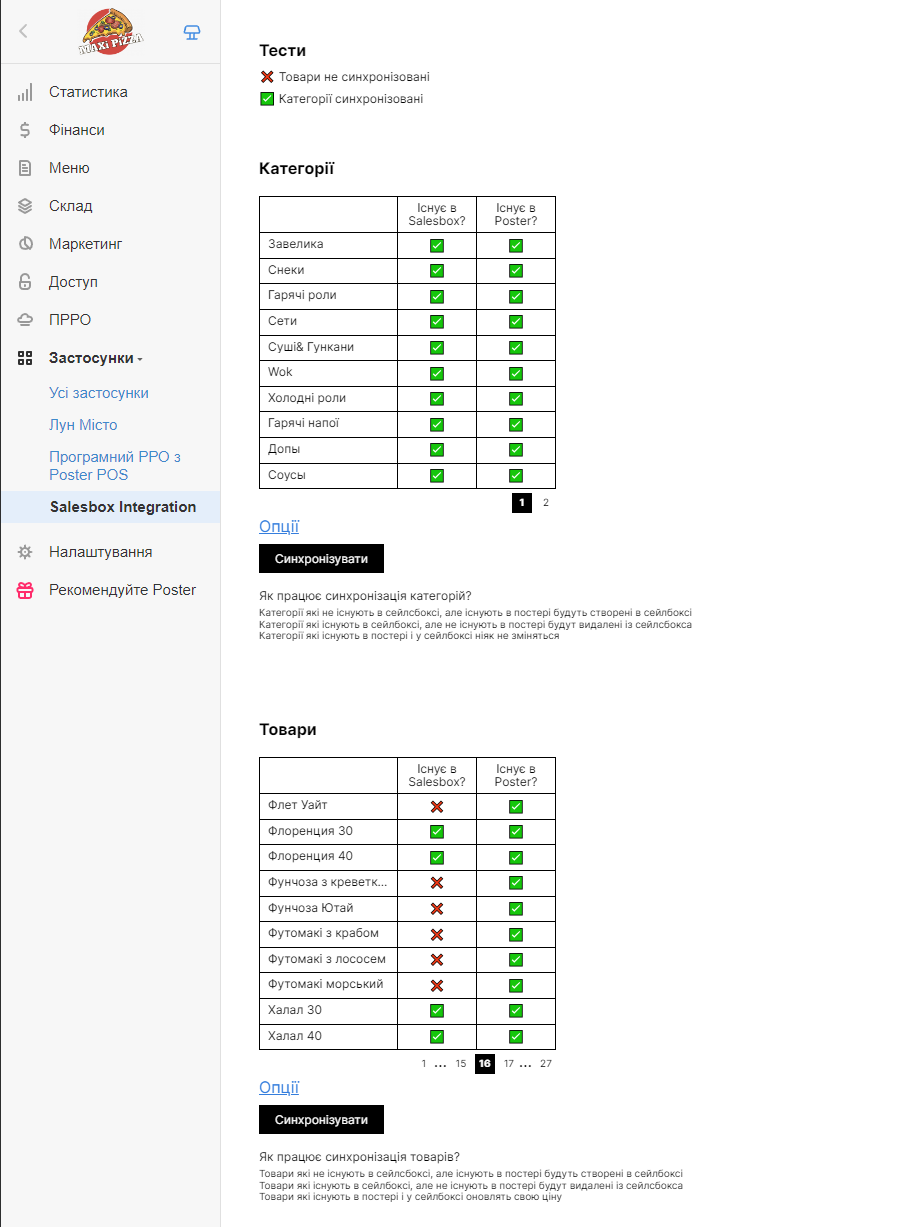 MAXi PiZZA
Статистика
Фінанси
Меню
Склад
Маркетинг
Доступ
ПРРО
Застосунки
Усі застосунки
Лун Місто
Програмний РРО з
Poster POS
Salesbox Integration
Налаштування
Рекомендуйте Poster
Тести
Товари не синхронізовані
Категорії синхронізовані
Категорії
Існує в Salesbox? Існує в Poster?
Завелика
Снеки
Гарячі роли
Сети
Суші& Гункани
Wok
Холодні роли
Гарячі напої
Допы
Соусы
1 2
Опції
Синхронізувати
Як працює синхронізація категорій?
Категорії які не існують в сейлсбоксі, але існують в постері будуть створені в сейлбоксі
Категорії які існують в сейлбоксі, але не існують в постері будут видалені із сейлсбокса
Категорії які існують в постері і у сейлбоксі ніяк не зміняться
Товари
Існує в Salesbox? Існує в Poster?
Флет Уайт
Флоренция 30
Флоренция 40
Фунчоза з креветк...
Фунчоза Ютай
Футомакі з крабом
Футомакі з лососем
Футомакі морський
Халал 30
Халал 40
1 ... 15 16 17 ... 27
Опції
Синхронізувати
Як працює синхронізація товарів?
Товари які не існують в сейлсбоксі, але існують в постері будуть створені в сейлбоксі
Товари які існують в сейлбоксі, але не існують в постері будут видалені із сейлсбокса
Товари які існують в постері і у сейлбоксі оновлять свою ціну